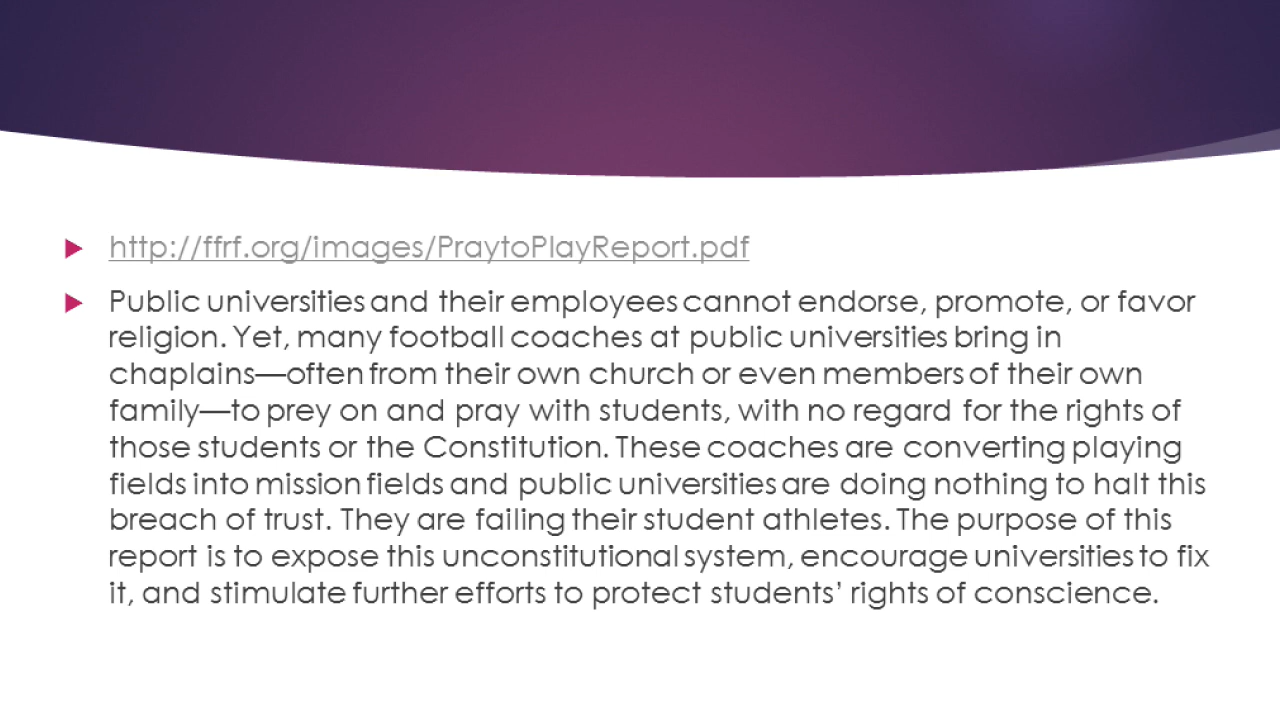 http://ffrf.org/images/PraytoPlayReport.pdf
Public universities and their employees cannot endorse, promote, or favor
religion. Yet, many football coaches at public universities bring in
chaplains—often from their own church or even members of their own
family—to prey on and pray with students, with no regard for the rights of
those students or the Constitution. These coaches are converting playing
fields into mission fields and public universities are doing nothing to halt this
breach of trust. They are failing their student athletes. The purpose of this
report is to expose this unconstitutional system, encourage universities to fix
it, and stimulate further efforts to protect students’ rights of conscience.